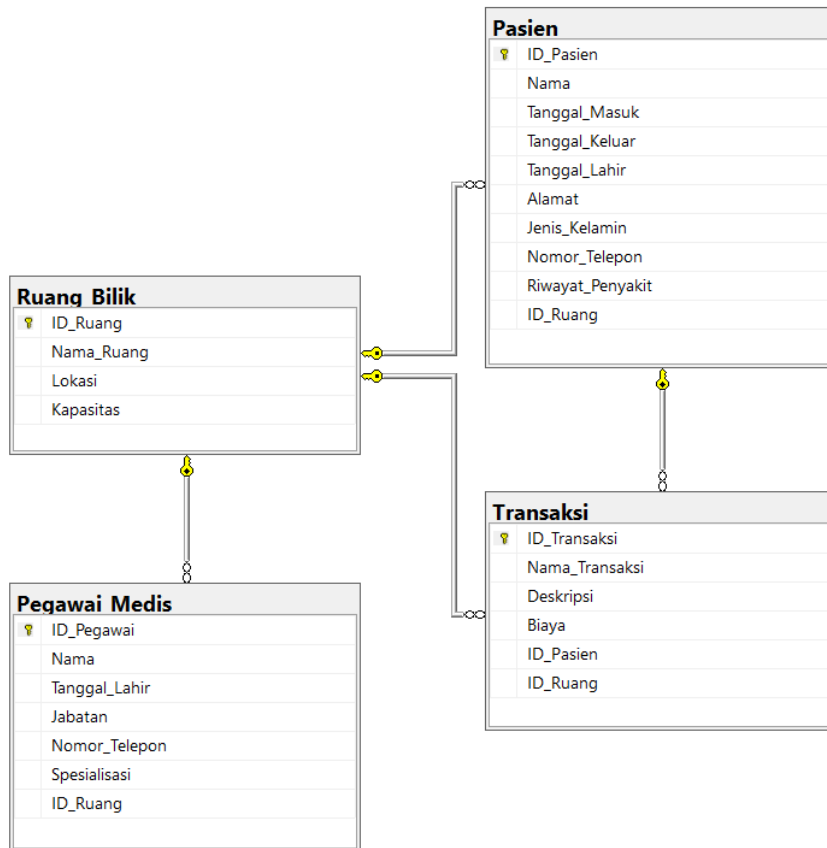 Pasien
ID_Pasien
Nama
Tanggal_Masuk
Tanggal_Keluar
Tanggal_Lahir
Alamat
Jenis_Kelamin
Nomor_Telepon
Riwayat_Penyakit
ID_Ruang
Ruang_Bilik
ID_Ruang
Nama_Ruang
Lokasi
Kapasitas
Transaksi
ID_Transaksi
Nama_Transaksi
Deskripsi
Biaya
ID_Pasien
ID_Ruang
Pegawai_Medis
ID_Pegawai
Nama
Tanggal_Lahir
Jabatan
Nomor_Telepon
Spesialisasi
ID_Ruang